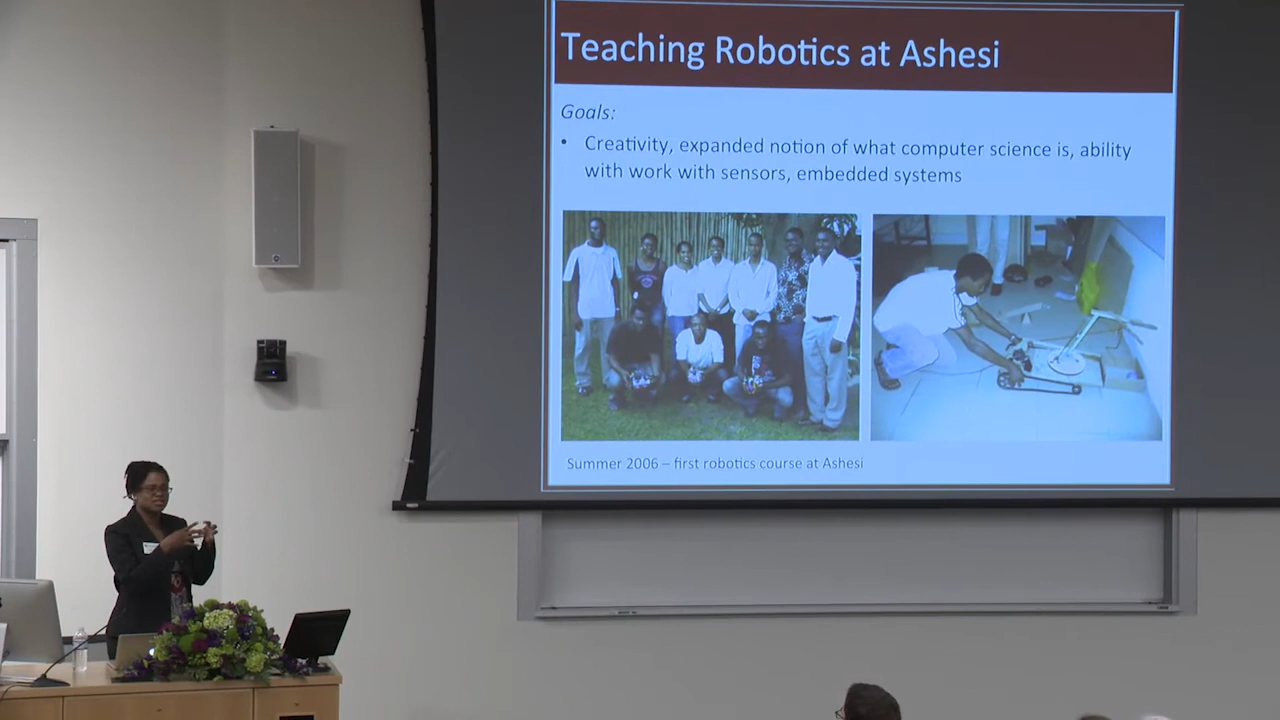 Teaching Robotics at Ashesi
Goals:
• Creativity, expanded notion of what computer science is, ability
with work with sensors, embedded systems
Summer 2006 – first robotics course at Ashesi